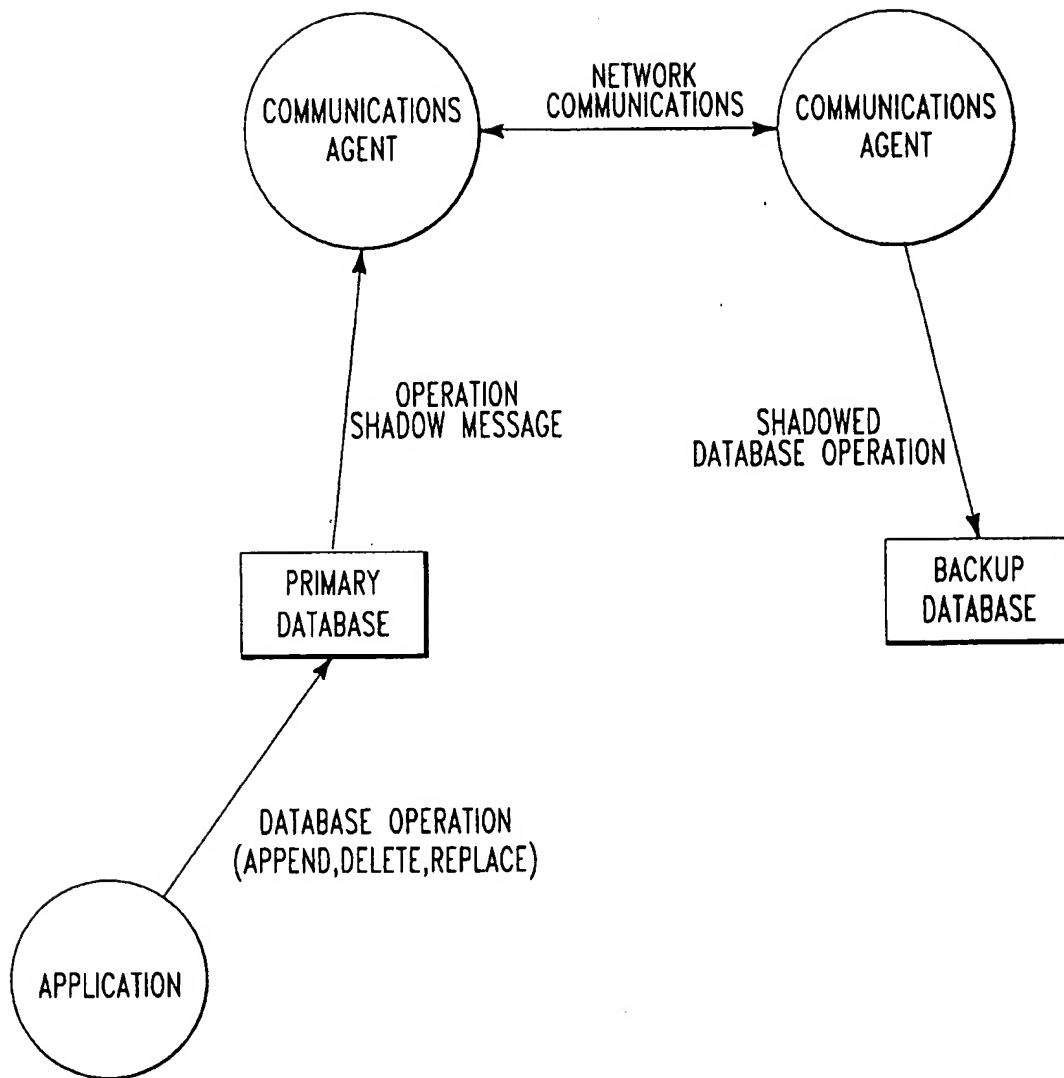 COMMUNICATIONS
AGENT
NETWORK
COMMUNICATIONS
COMMUNICATIONS
AGENT
OPERATION
SHADOW MESSAGE
SHADOWED
DATABASE OPERATION
PRIMARY
DATABASE
BACKUP
DATABASE
DATABASE OPERATION
(APPEND,DELETE,REPLACE)
APPLICATION